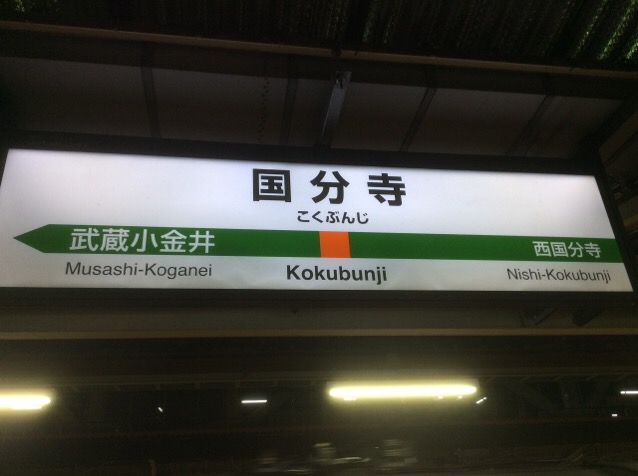 国分寺
こくぶんじ
武蔵小金井
西国分寺
Musashi-Koganei
Kokubunji
Nishi-Kokubunji